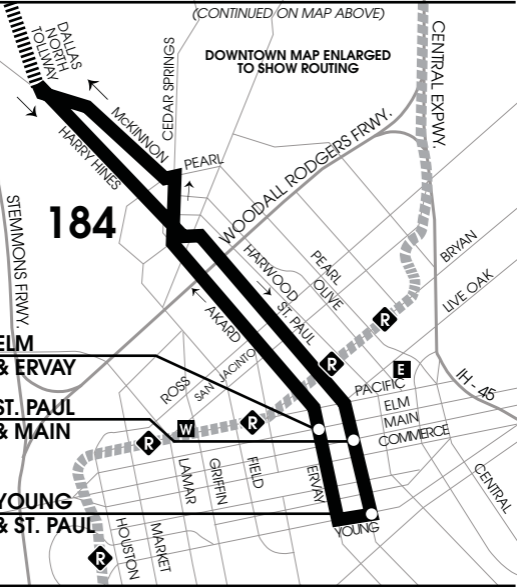 (CONTINUED ON MAP ABOVE)
DOWNTOWN MAP ENLARGED
TO SHOW ROUTING
DALLAS
NORTH
TOLLWAY
McKINNON
CEDAR SPRINGS
CENTRAL EXPWY.
HARRY HINES
PEARL
WOODALL RODGERS FRWY.
184
STEMMONS FRWY.
HARWOOD
PEARL
OLIVE
BRYAN
LIVE OAK
ST. PAUL
AKARD
ELM
& ERVAY
ROSS
SAN JACINTO
R
R
E
PACIFIC
IH - 45
ST. PAUL
& MAIN
ELM
MAIN
COMMERCE
W
R
R
LAMAR
GRIFFIN
FIELD
ERVAY
CENTRAL
YOUNG
& ST. PAUL
YOUNG
HOUSTON
MARKET
R